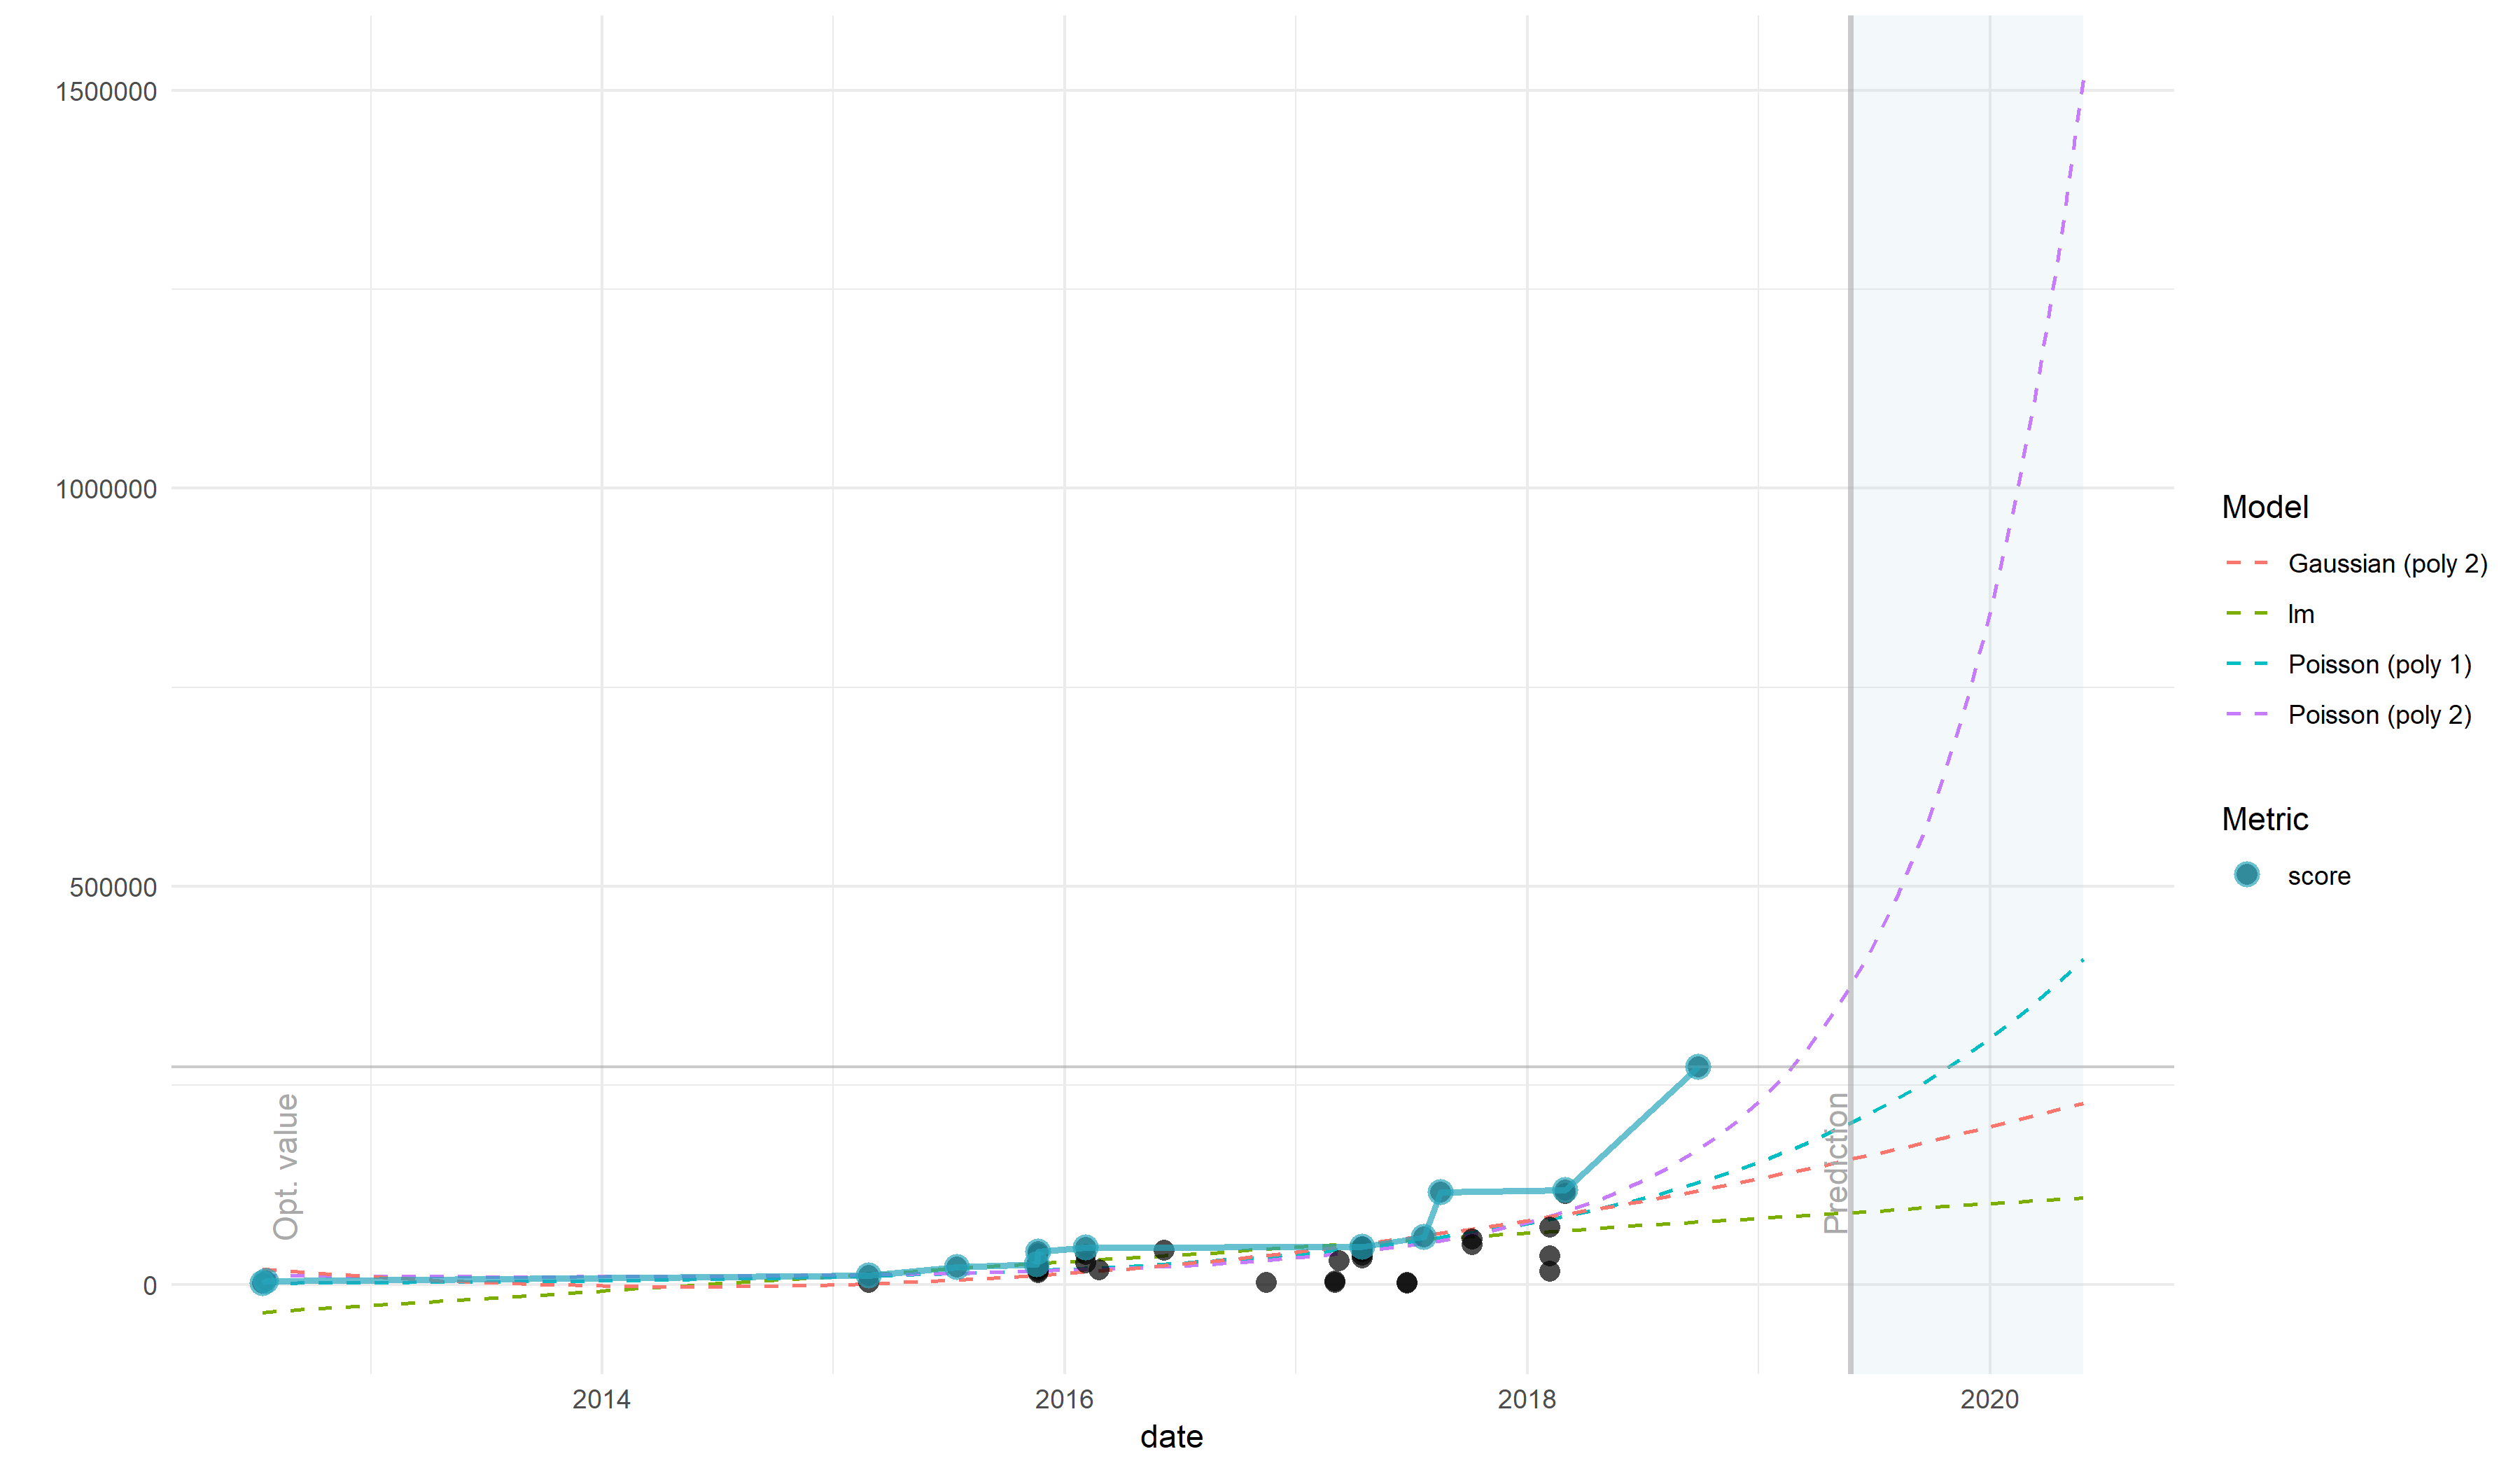 1500000
1000000
500000
0
Opt. value
Prediction
2014
2016
2018
2020
date
Model
Gaussian (poly 2)
lm
Poisson (poly 1)
Poisson (poly 2)
Metric
score